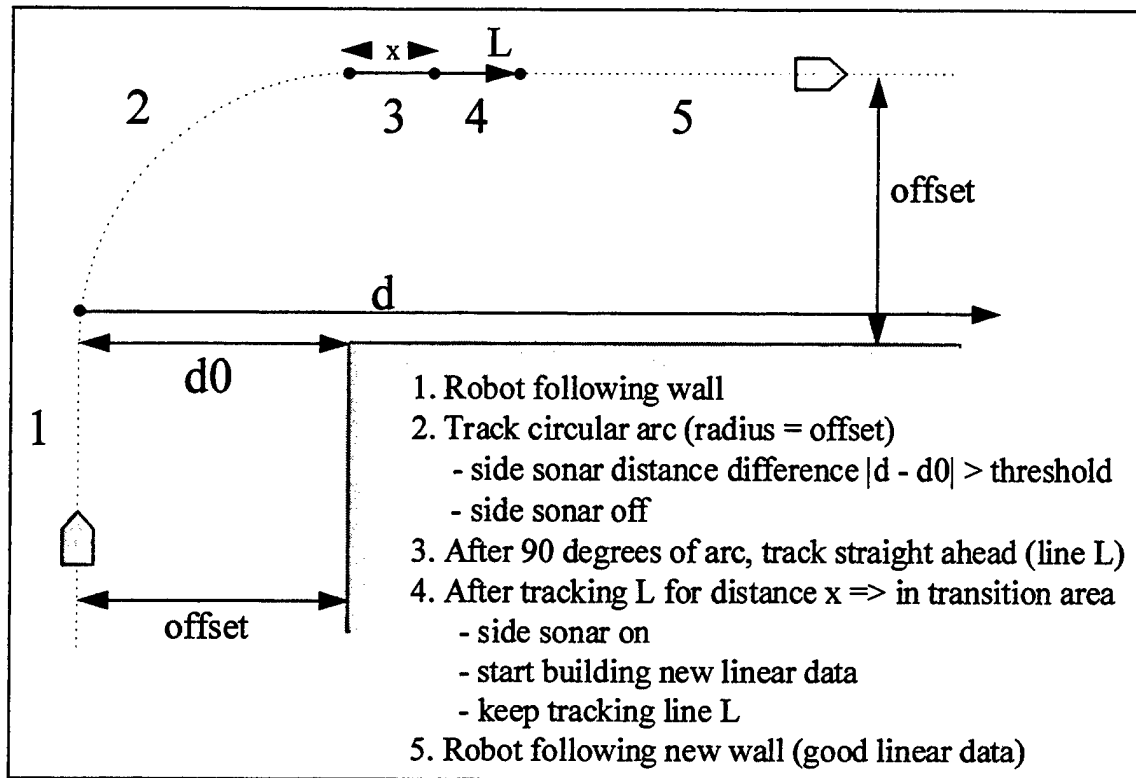 x
L
2
3
4
5
offset
d
d0
1
offset
1. Robot following wall
2. Track circular arc (radius = offset)
- side sonar distance difference |d - d0| > threshold
- side sonar off
3. After 90 degrees of arc, track straight ahead (line L)
4. After tracking L for distance x => in transition area
- side sonar on
- start building new linear data
- keep tracking line L
5. Robot following new wall (good linear data)